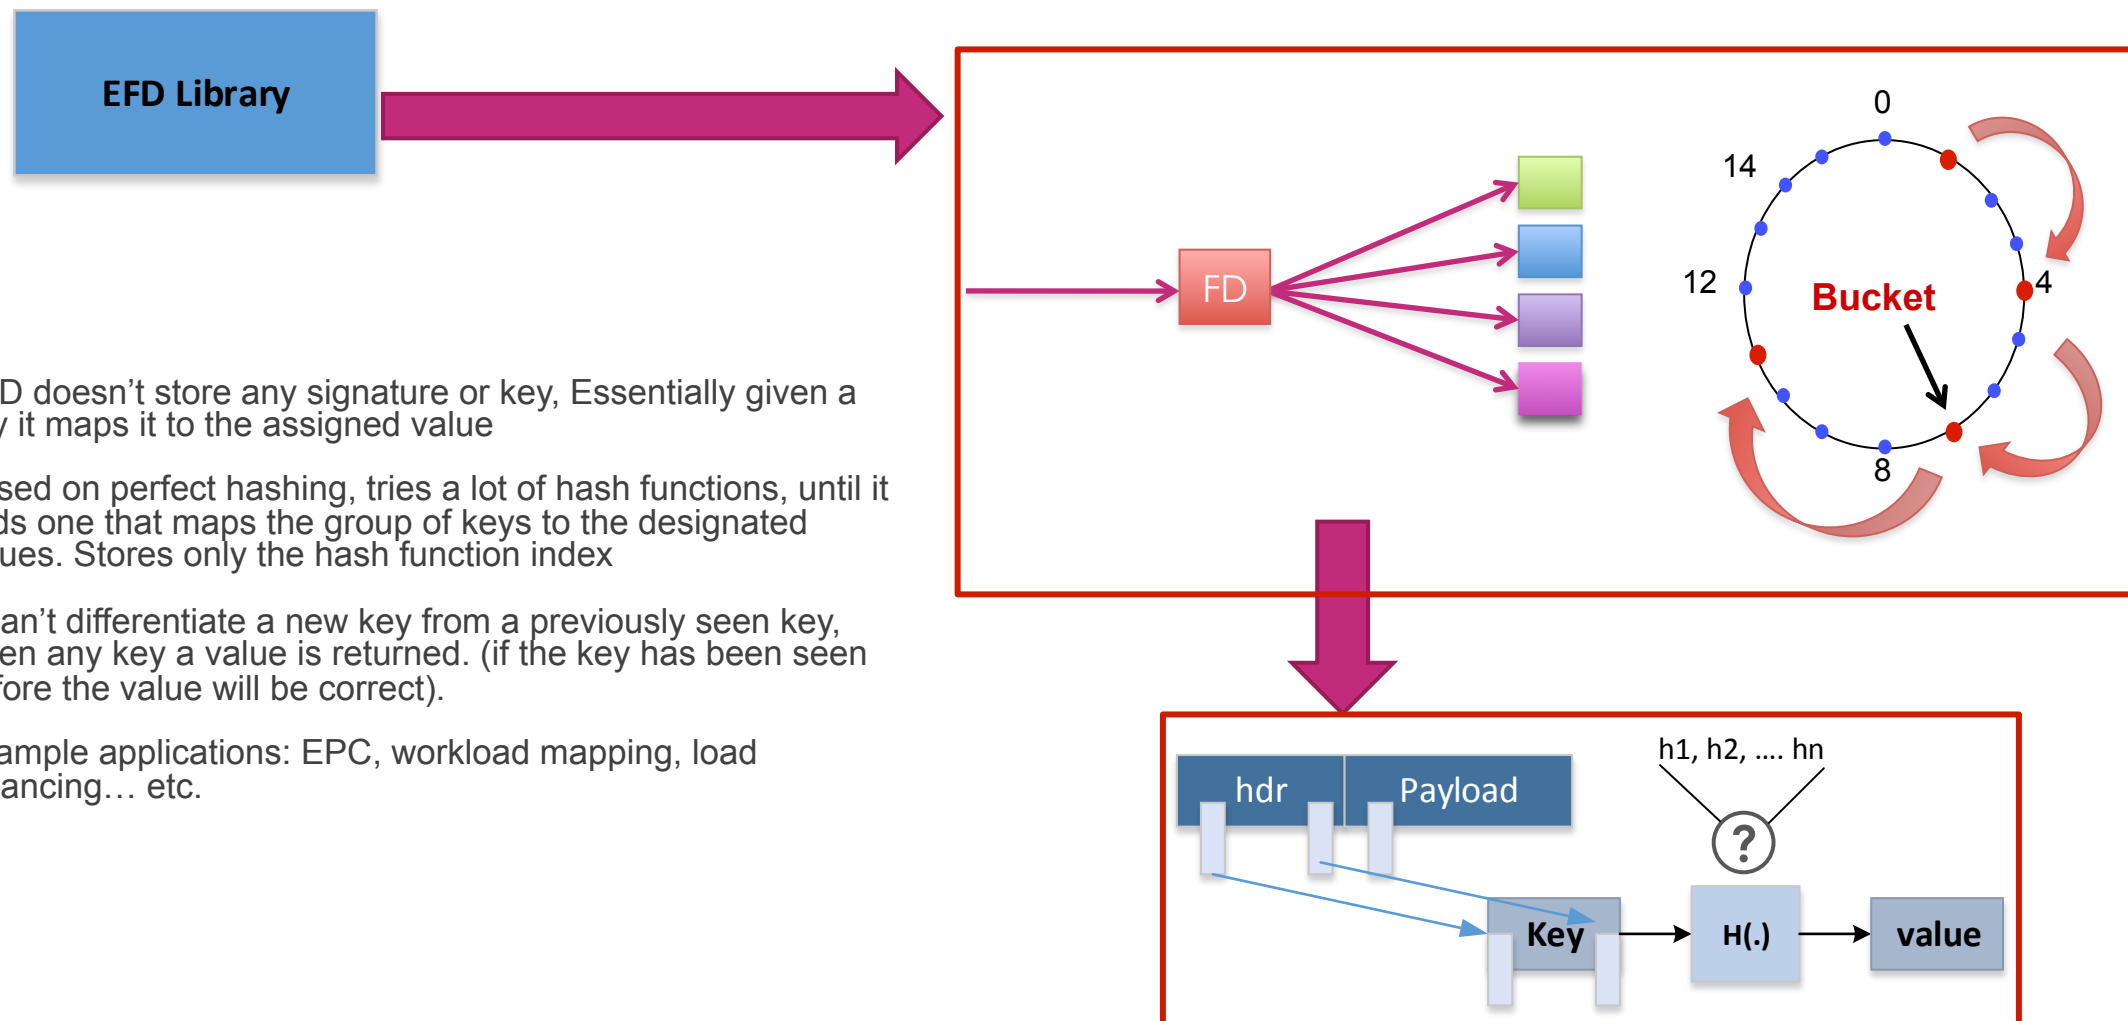 EFD Library
D doesn't store any signature or key, Essentially given a
y it maps it to the assigned value
sed on perfect hashing, tries a lot of hash functions, until it
ds one that maps the group of keys to the designated
ues. Stores only the hash function index
an't differentiate a new key from a previously seen key,
en any key a value is returned. (if the key has been seen
fore the value will be correct).
ample applications: EPC, workload mapping, load
ancing… etc.
FD
0
14
12
4
Bucket
8
h1, h2, .... hn
hdr
Payload
?
Key
H(.)
value